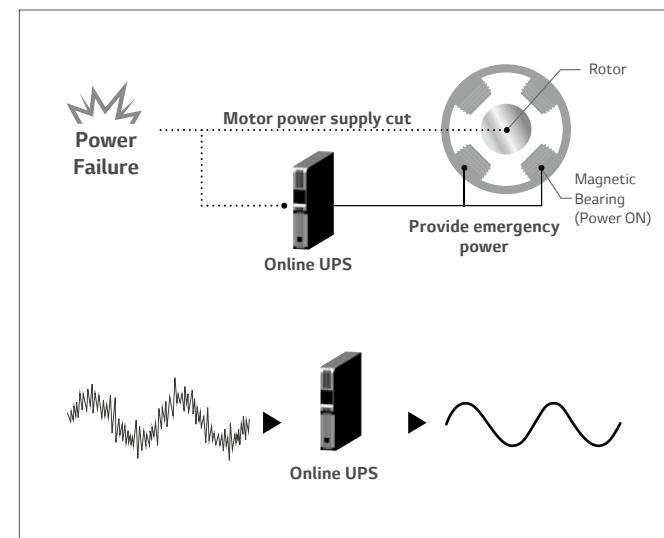 Rotor
Motor power supply cut
Power
Failure
Magnetic
Bearing
(Power ON)
Provide emergency
power
Online UPS
Online UPS